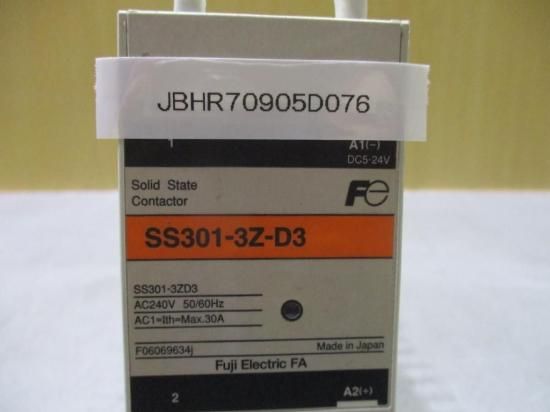 JBHR70905D076
1 A1(-)
DC5-24V
Solid State
Contactor
Fe
SS301-3Z-D3
SS301-3ZD3
AC240V 50/60Hz
AC1=Ith=Max.30A
F06069634j Made in Japan
Fuji Electric FA
2 A2(+)